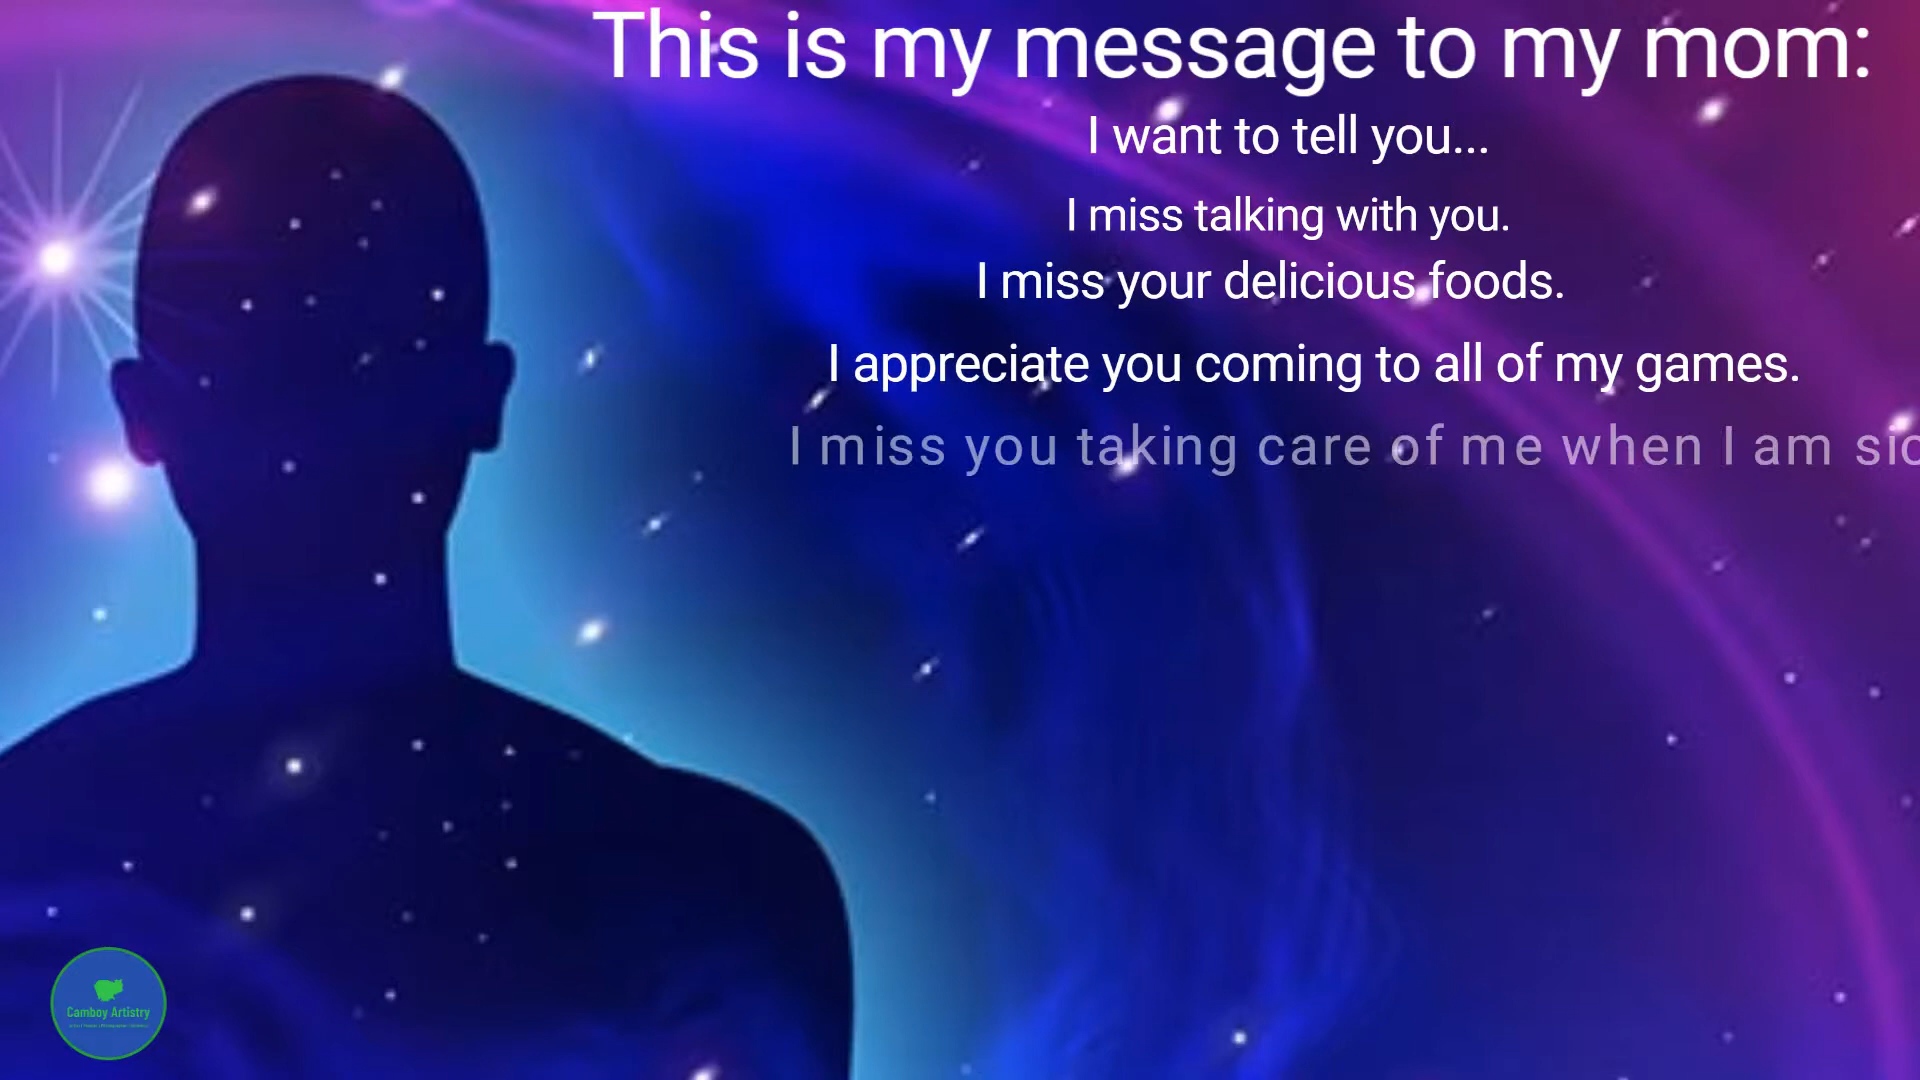 This is my message to my mom:
I want to tell you...
I miss talking with you.
I miss your delicious foods.
I appreciate you coming to all of my games.
I miss you taking care of me when I am sic
Camboy Artistry